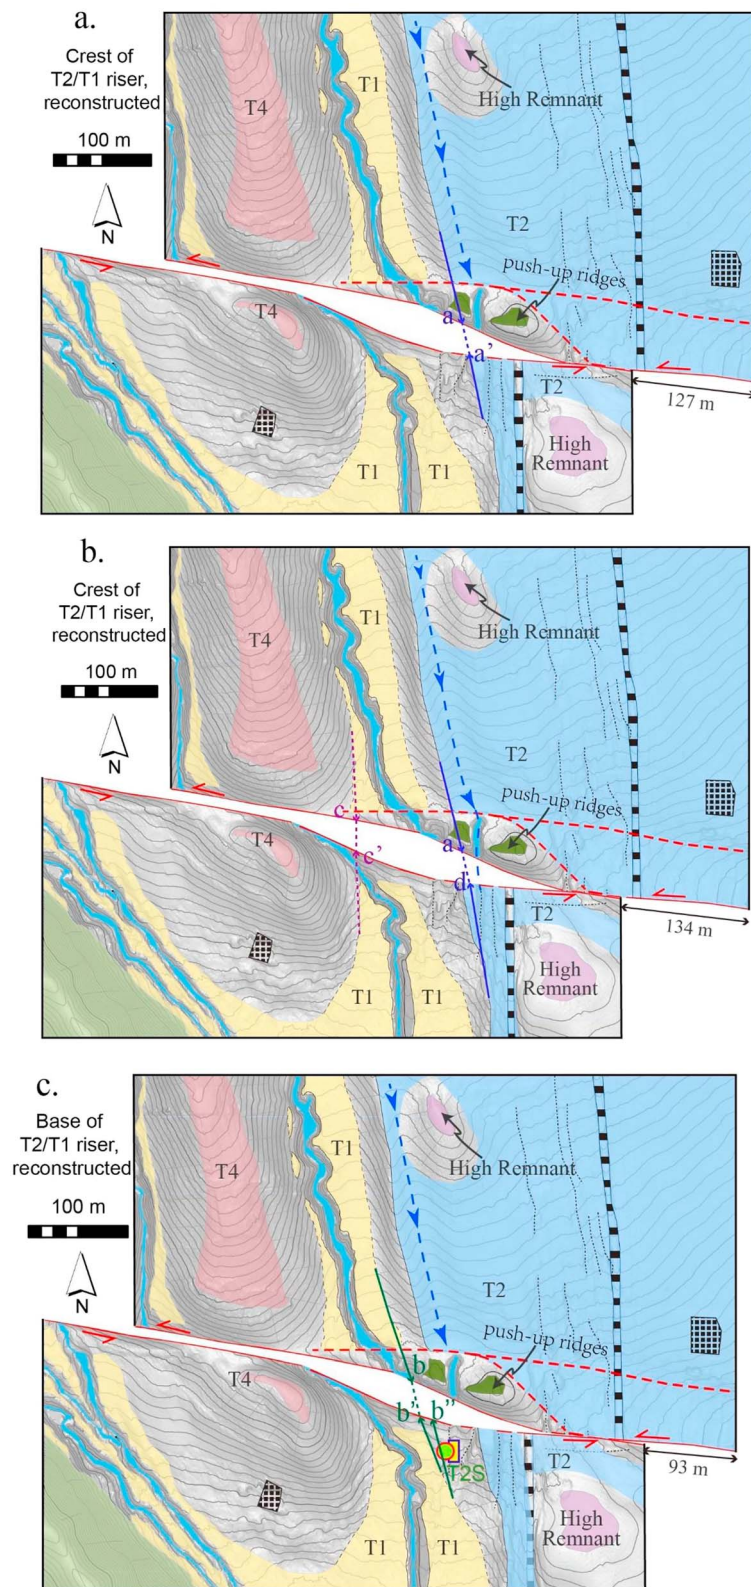 a.
Crest of
T2/T1 riser,
reconstructed
100 m
N
T4
T1
High Remnant
T2
push-up ridges
T4
a
a'
T2
127 m
High
Remnant
T1
T1
b.
Crest of
T2/T1 riser,
reconstructed
100 m
N
T4
T1
High Remnant
T2
push-up ridges
c
T4
c'
a
d
T2
134 m
High
Remnant
T1
T1
c.
Base of
T2/T1 riser,
reconstructed
100 m
N
T4
T1
High Remnant
T2
push-up ridges
T4
b
b'
b"
T2S
T2
93 m
High
Remnant
T1
T1